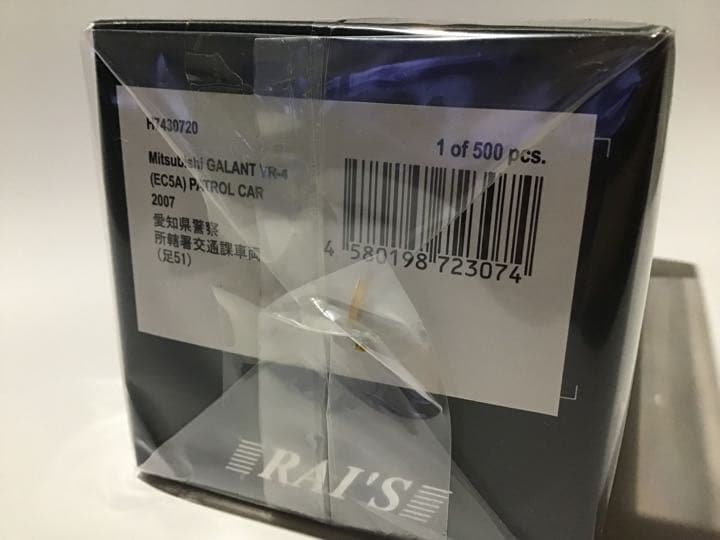 H7430720
1 of 500 pcs.
Mitsubishi GALANT VR-4
(EC5A) PATROL CAR
2007
愛知県警察
所轄署交通課車両
（足51）
4 580198 723074
RAI'S